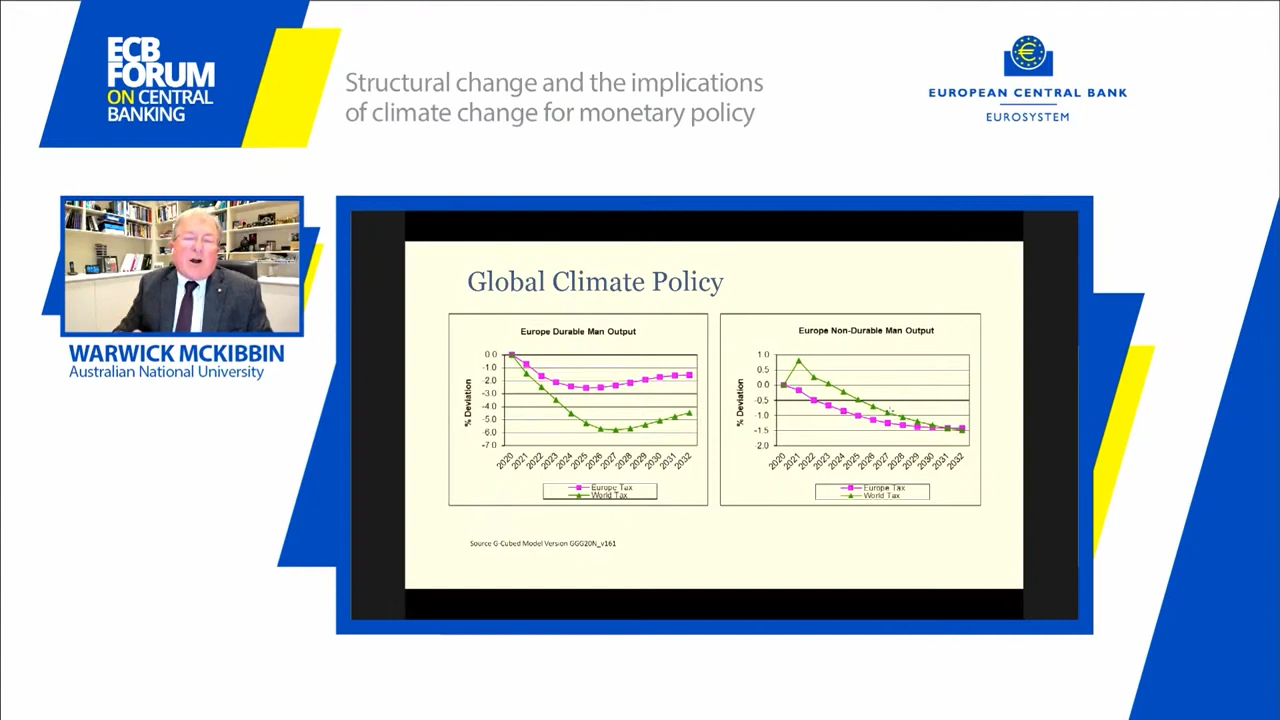 ECB
FORUM
ON CENTRAL
BANKING
Structural change and the implications
of climate change for monetary policy
EUROPEAN CENTRAL BANK
EUROSYSTEM
WARWICK MCKIBBIN
Australian National University
Global Climate Policy
Europe Durable Man Output
% Deviation
0 0
-1.0
-2.0
-3.0
-4.0
-5.0
-6.0
-7 0
2020
2021
2022
2023
2024
2025
2026
2027
2028
2029
2030
2031
2032
Europe Tax
World Tax
Europe Non-Durable Man Output
% Deviation
1.0
0.5
0.0
-0.5
-1.0
-1.5
2.0
2020
2021
2022
2023
2024
2025
2026
2027
2028
2029
2030
2031
2032
Europe Tax
World Tax
Source G-Cubed Model Version GGG20N_v161